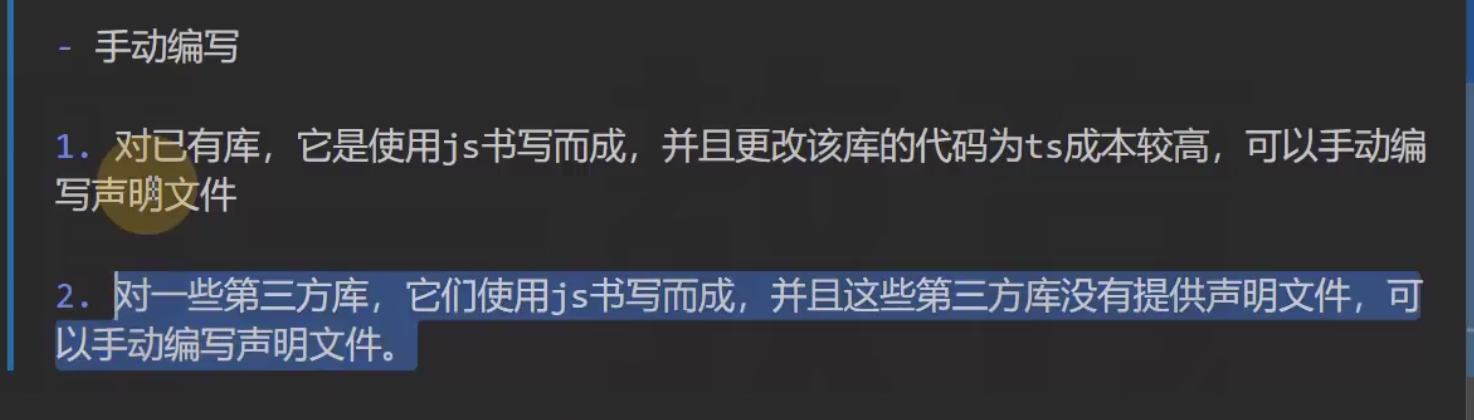 - 手动编写
1. 对已有库，它是使用js书写而成，并且更改该库的代码为ts成本较高，可以手动编
写声明文件
2. 对一些第三方库，它们使用js书写而成，并且这些第三方库没有提供声明文件，可
以手动编写声明文件。